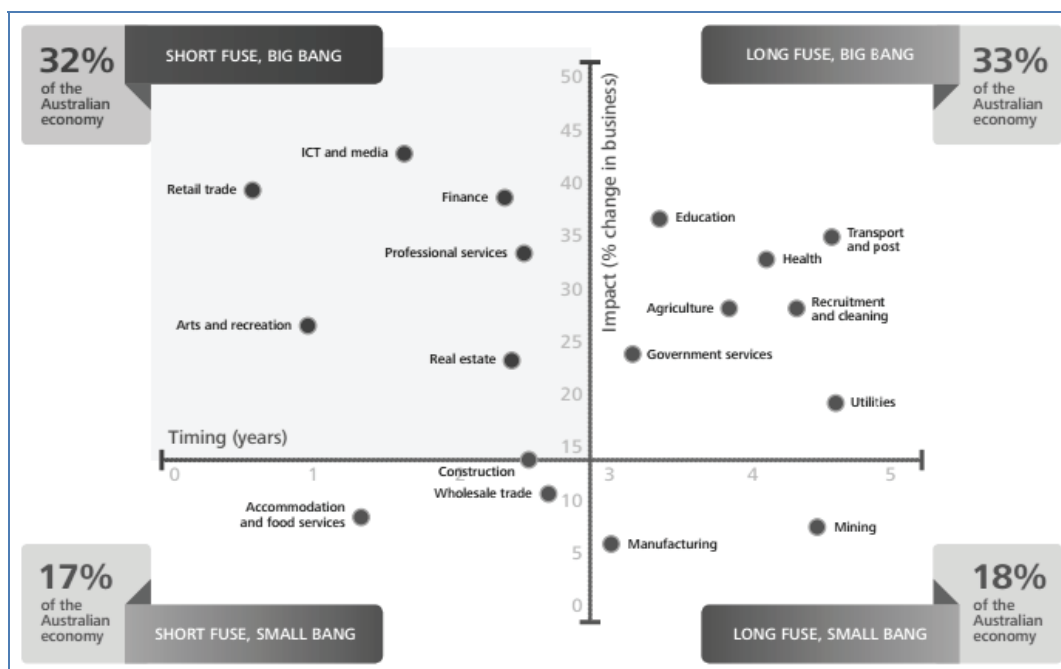 32%
of the
Australian
economy
SHORT FUSE, BIG BANG
LONG FUSE, BIG BANG
33%
of the
Australian
economy
Impact (% change in business)
50
45
40
35
30
25
20
15
10
5
0
ICT and media
Retail trade
Finance
Professional services
Arts and recreation
Real estate
Education
Transport
and post
Health
Agriculture
Recruitment
and cleaning
Government services
Utilities
Timing (years)
0
1
2
3
4
5
Construction
Wholesale trade
Accommodation
and food services
Manufacturing
Mining
17%
of the
Australian
economy
SHORT FUSE, SMALL BANG
LONG FUSE, SMALL BANG
18%
of the
Australian
economy